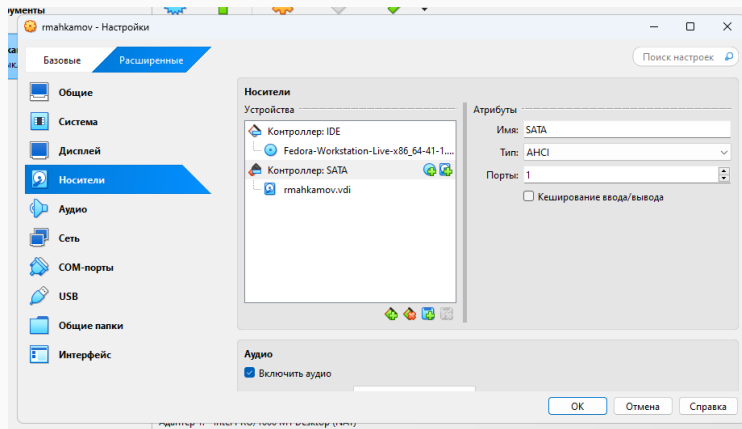 рументы
rmahkamov - Настройки
Базовые
Расширенные
Поиск настроек
Общие
Система
Дисплей
Носители
Аудио
Сеть
COM-порты
USB
Общие папки
Интерфейс
Носители
Устройства
Контроллер: IDE
Fedora-Workstation-Live-x86_64-41-1....
Контроллер: SATA
rmahkamov.vdi
Атрибуты
Имя: SATA
Тип: AHCI
Порты: 1
Кеширование ввода/вывода
Аудио
Включить аудио
OK
Отмена
Справка